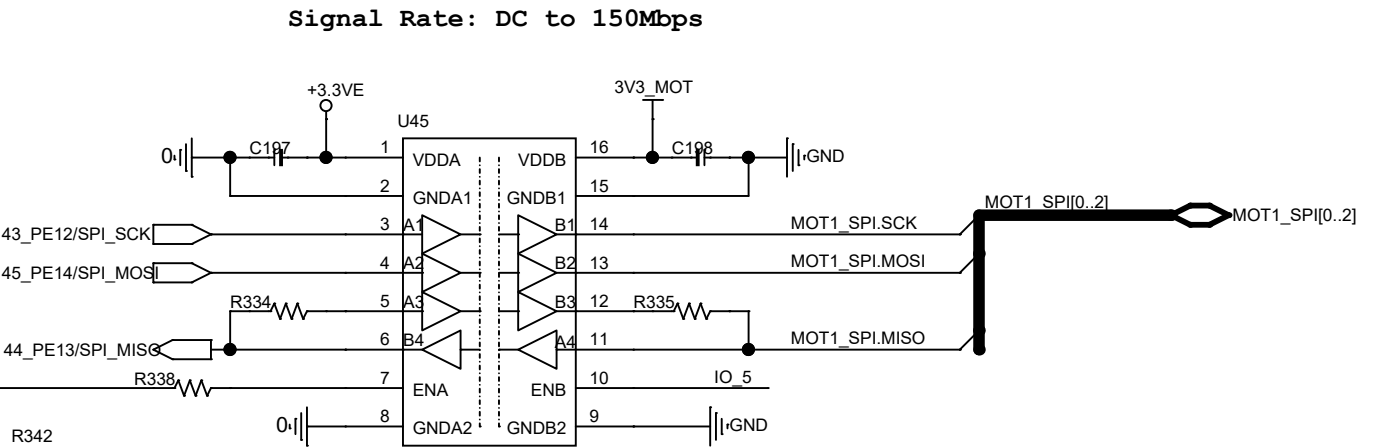 Signal Rate: DC to 150Mbps
+3.3VE
3V3_MOT
U45
0 C197 1 VDDA VDDB 16 C198 GND
2 GNDA1 GNDB1 15
MOT1_SPI[0..2] MOT1_SPI[0..2]
43_PE12/SPI_SCK 3 A1 B1 14 MOT1_SPI.SCK
45_PE14/SPI_MOSI 4 A2 B2 13 MOT1_SPI.MOSI
R334 5 A3 B3 12 R335
44_PE13/SPI_MISO 6 B4 A4 11 MOT1_SPI.MISO
R338 7 ENA ENB 10 IO_5
0 8 GNDA2 GNDB2 9 GND
R342